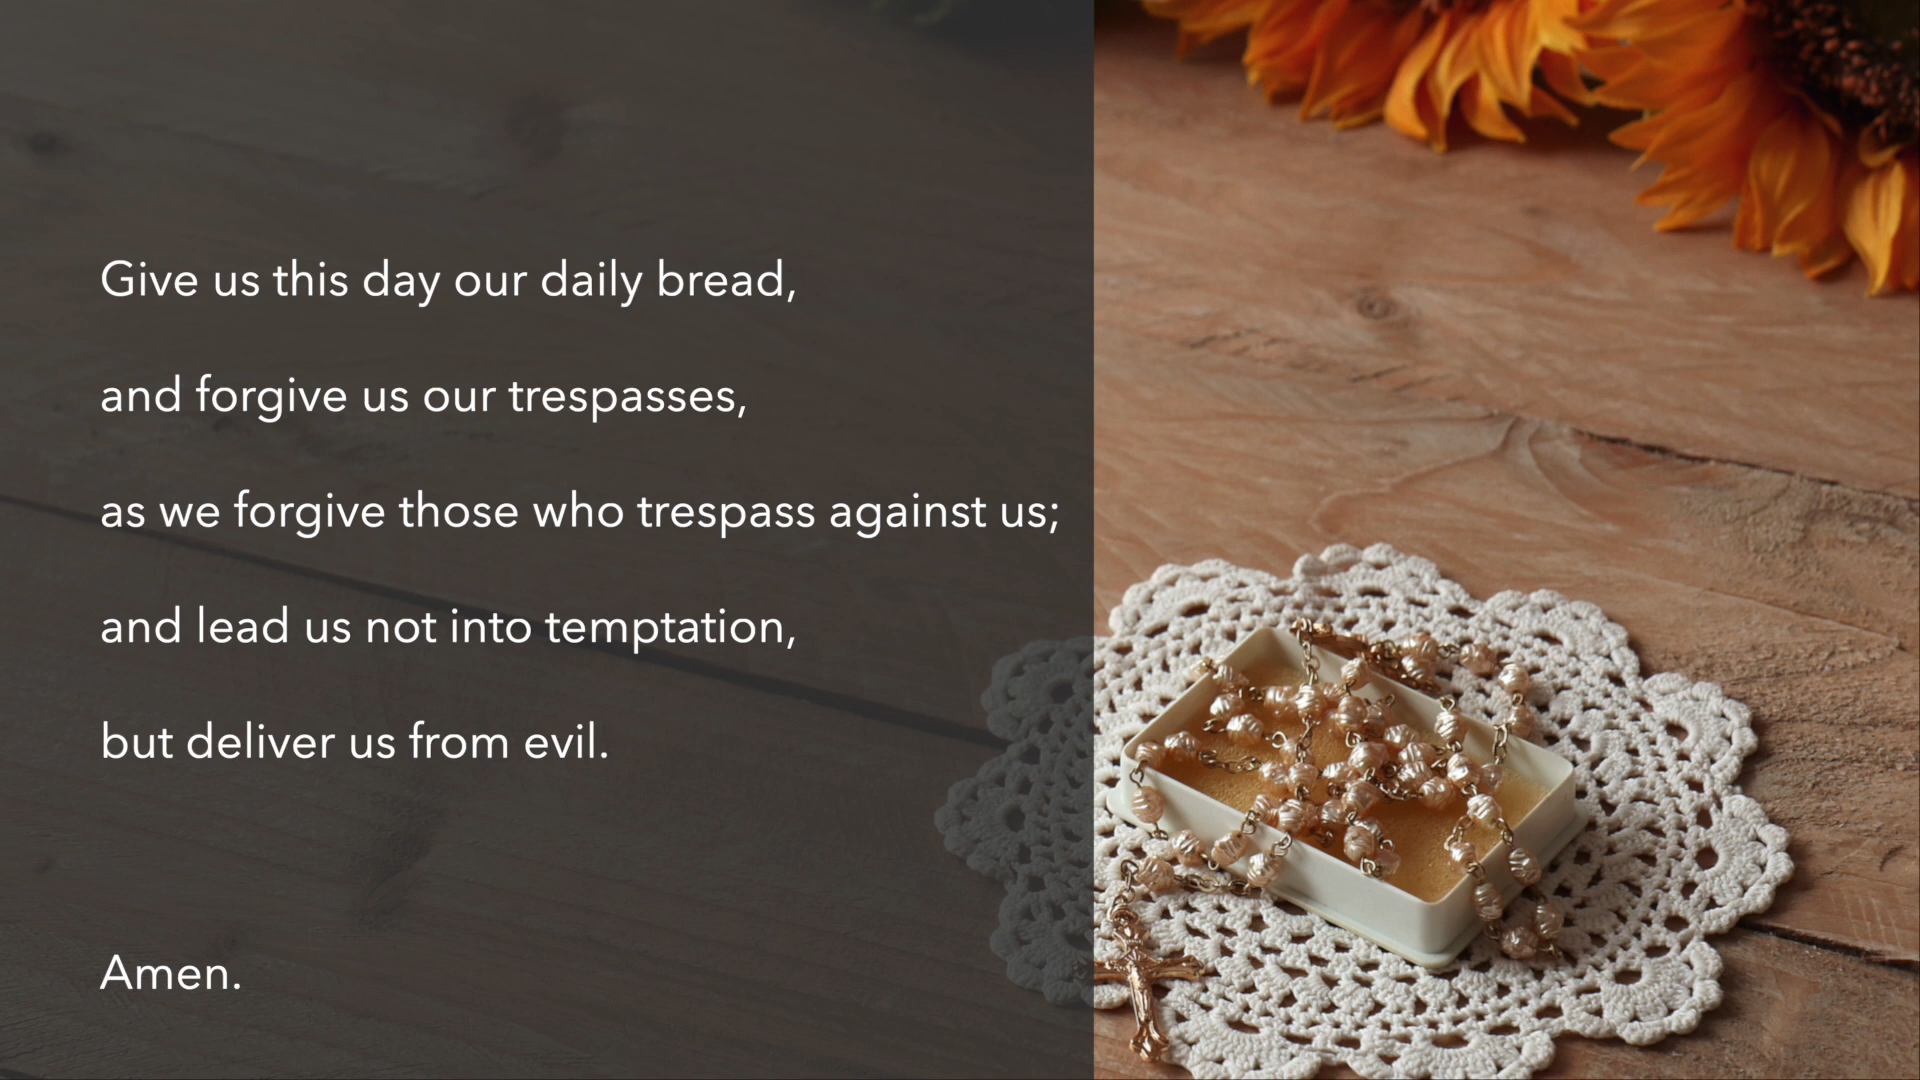 Give us this day our daily bread,
and forgive us our trespasses,
as we forgive those who trespass against us;
and lead us not into temptation,
but deliver us from evil.
Amen.